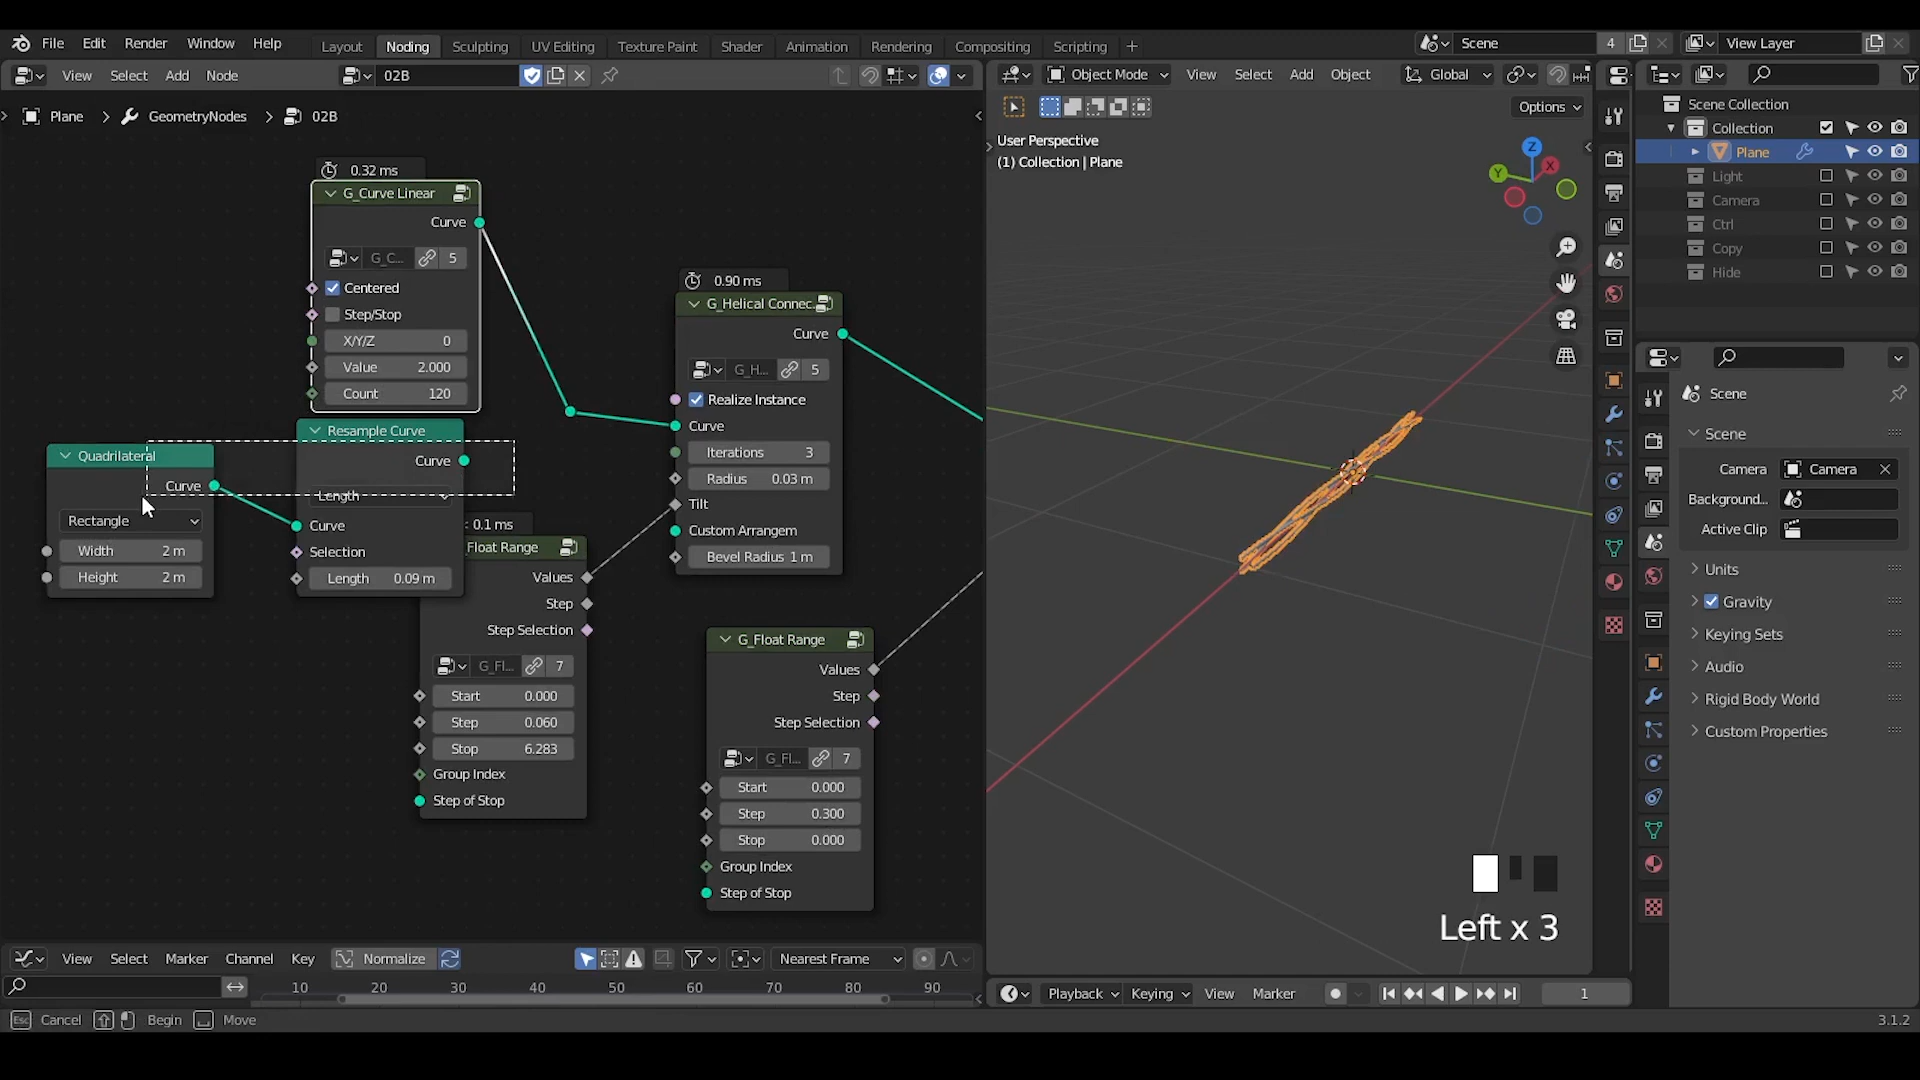 File Edit Render Window Help Layout Noding Sculpting UV Editing Texture Paint Shader Animation Rendering Compositing Scripting + Scene 4 View Layer
View Select Add Node 02B
Object Mode View Select Add Object Global
Plane > GeometryNodes > 02B
Options
User Perspective
(1) Collection | Plane
Z
X
Y
0.32 ms
G_Curve Linear
Curve
G_C... 5
Centered
Step/Stop
X/Y/Z 0
Value 2.000
Count 120
0.90 ms
G_Helical Connec...
Curve
G_H... 5
Realize Instance
Curve
Iterations 3
Radius 0.03 m
Tilt
Custom Arrangem
Bevel Radius 1 m
Quadrilateral
Curve
Rectangle
Width 2 m
Height 2 m
Resample Curve
Curve
Length
Curve
Selection
Length 0.09 m
0.1 ms
Float Range
Values
Step
Step Selection
G_Fl... 7
Start 0.000
Step 0.060
Stop 6.283
Group Index
Step of Stop
G_Float Range
Values
Step
Step Selection
G_Fl... 7
Start 0.000
Step 0.300
Stop 0.000
Group Index
Step of Stop
Left x 3
Scene Collection
Collection
Plane
Light
Camera
Ctrl
Copy
Hide
Scene
Scene
Camera Camera
Background...
Active Clip
Units
Gravity
Keying Sets
Audio
Rigid Body World
Custom Properties
View Select Marker Channel Key Normalize Nearest Frame
10 20 30 40 50 60 70 80 90
Playback Keying View Marker 1
Esc Cancel Begin Move 3.1.2